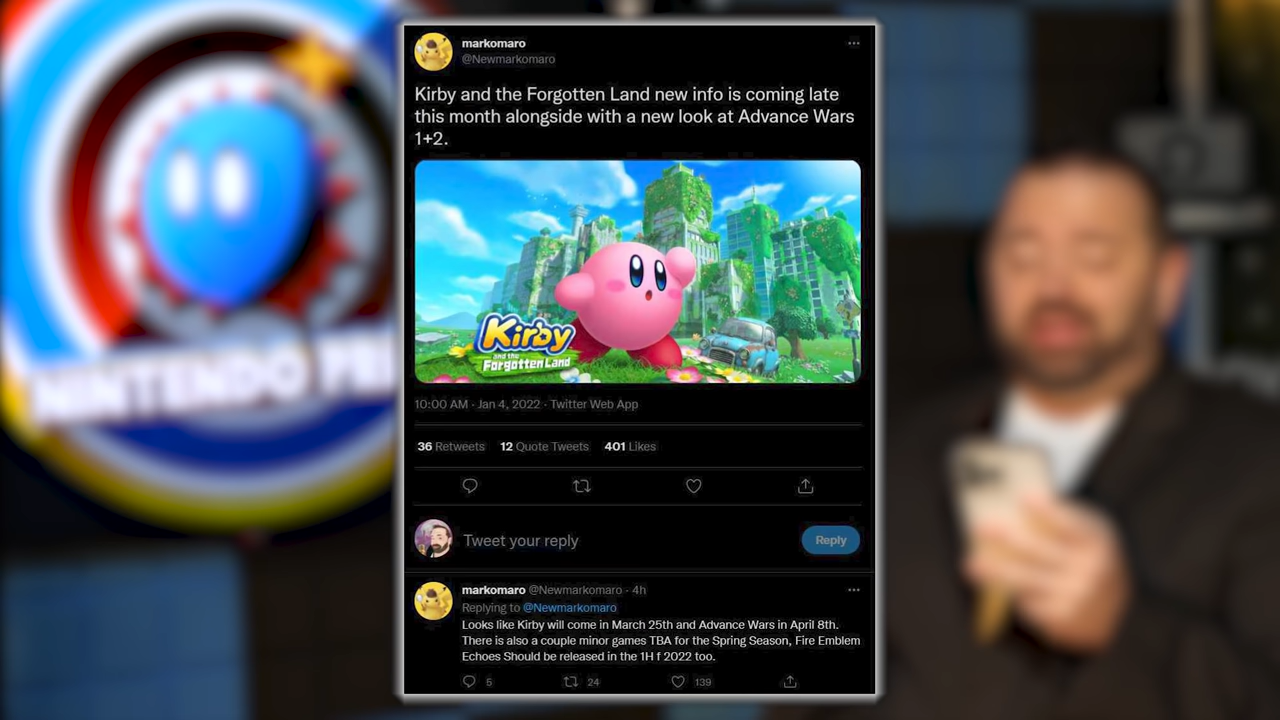 markomaro
@Newmarkomaro
Kirby and the Forgotten Land new info is coming late
this month alongside with a new look at Advance Wars
1+2.
Kirby
and the
Forgotten Land
10:00 AM · Jan 4, 2022 · Twitter Web App
36 Retweets 12 Quote Tweets 401 Likes
Tweet your reply
Reply
markomaro @Newmarkomaro · 4h
Replying to @Newmarkomaro
Looks like Kirby will come in March 25th and Advance Wars in April 8th.
There is also a couple minor games TBA for the Spring Season, Fire Emblem
Echoes Should be released in the 1H f 2022 too.
5 24 139
NINTENDO